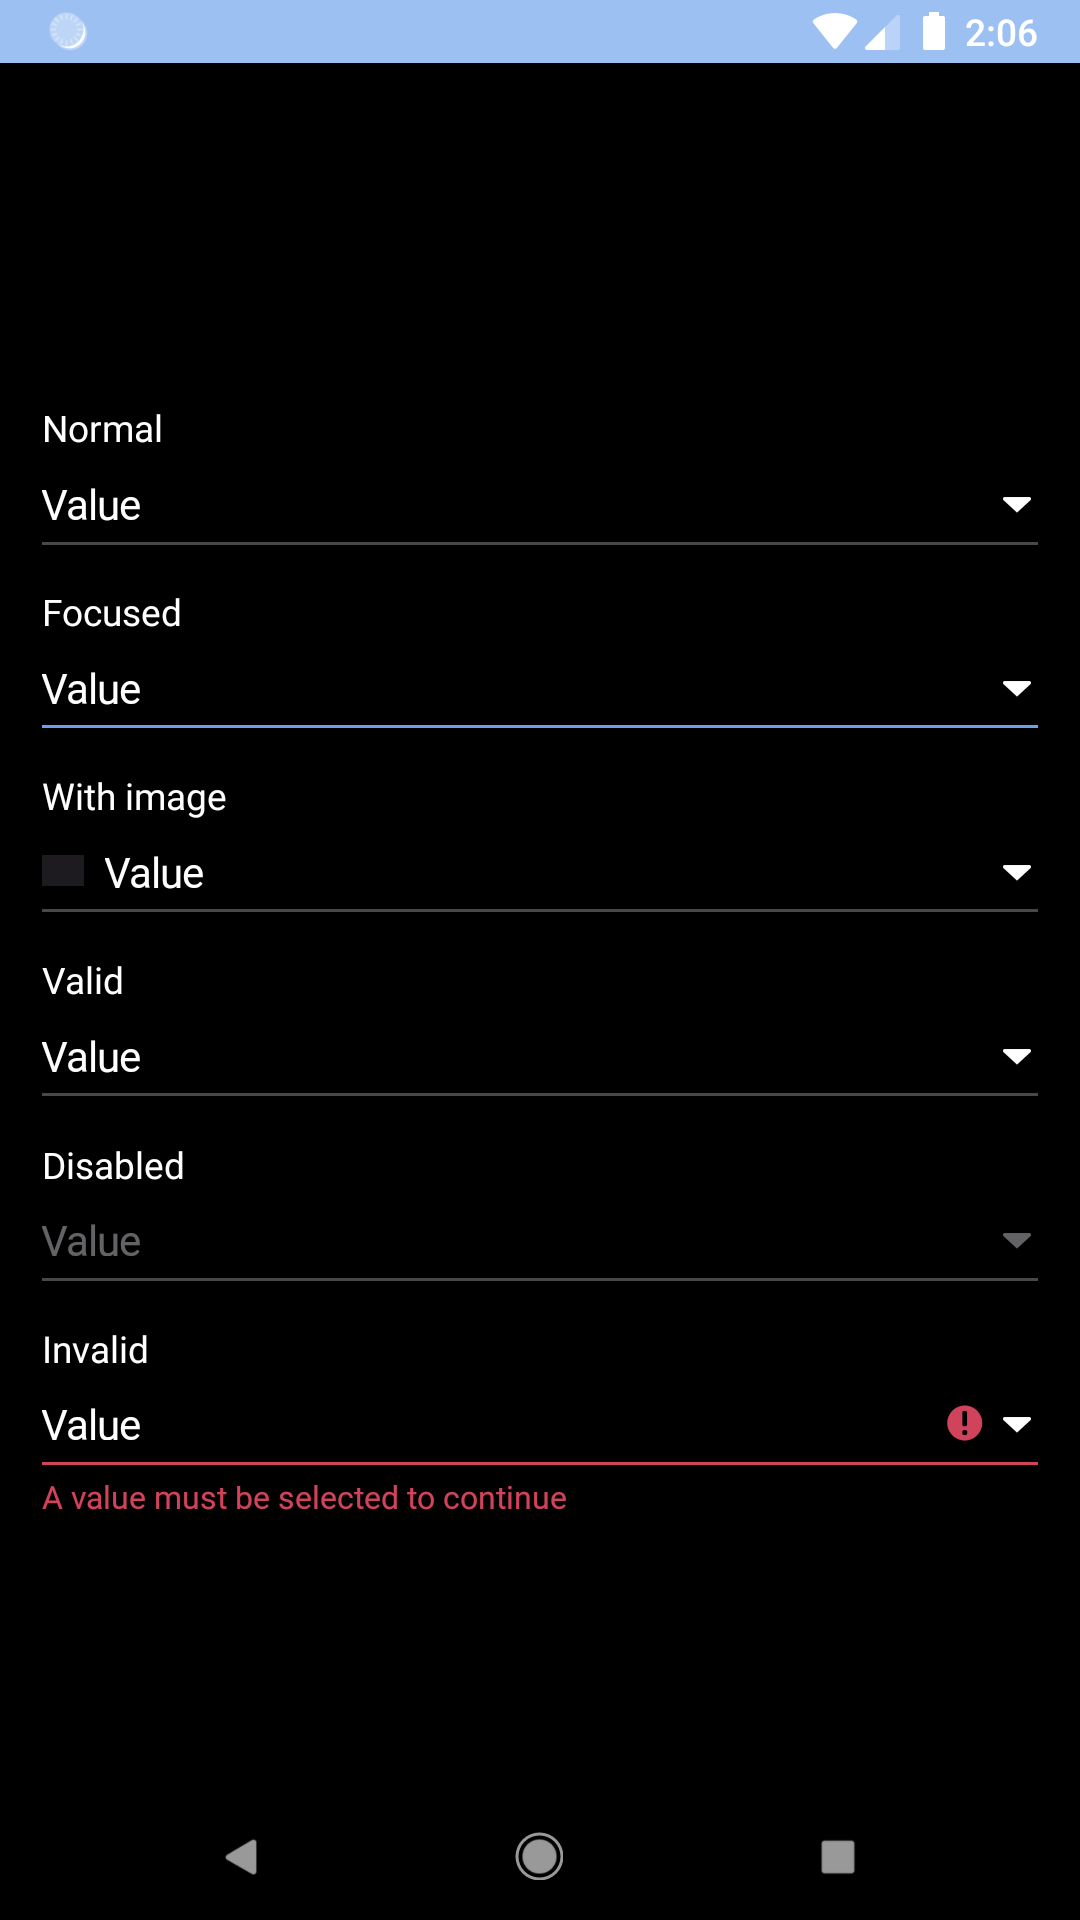 2:06
Normal
Value
Focused
Value
With image
Value
Valid
Value
Disabled
Value
Invalid
Value
A value must be selected to continue